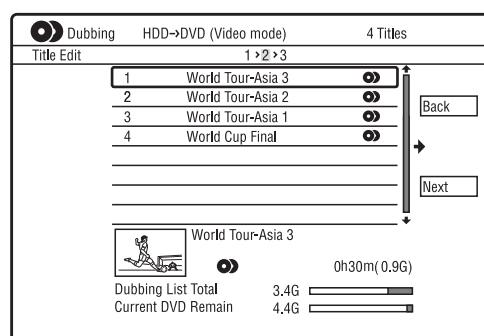 Dubbing HDD->DVD (Video mode) 4 Titles
Title Edit 1 › 2 › 3
1 World Tour-Asia 3
2 World Tour-Asia 2
3 World Tour-Asia 1
4 World Cup Final
Back
Next
World Tour-Asia 3
0h30m( 0.9G)
Dubbing List Total 3.4G
Current DVD Remain 4.4G